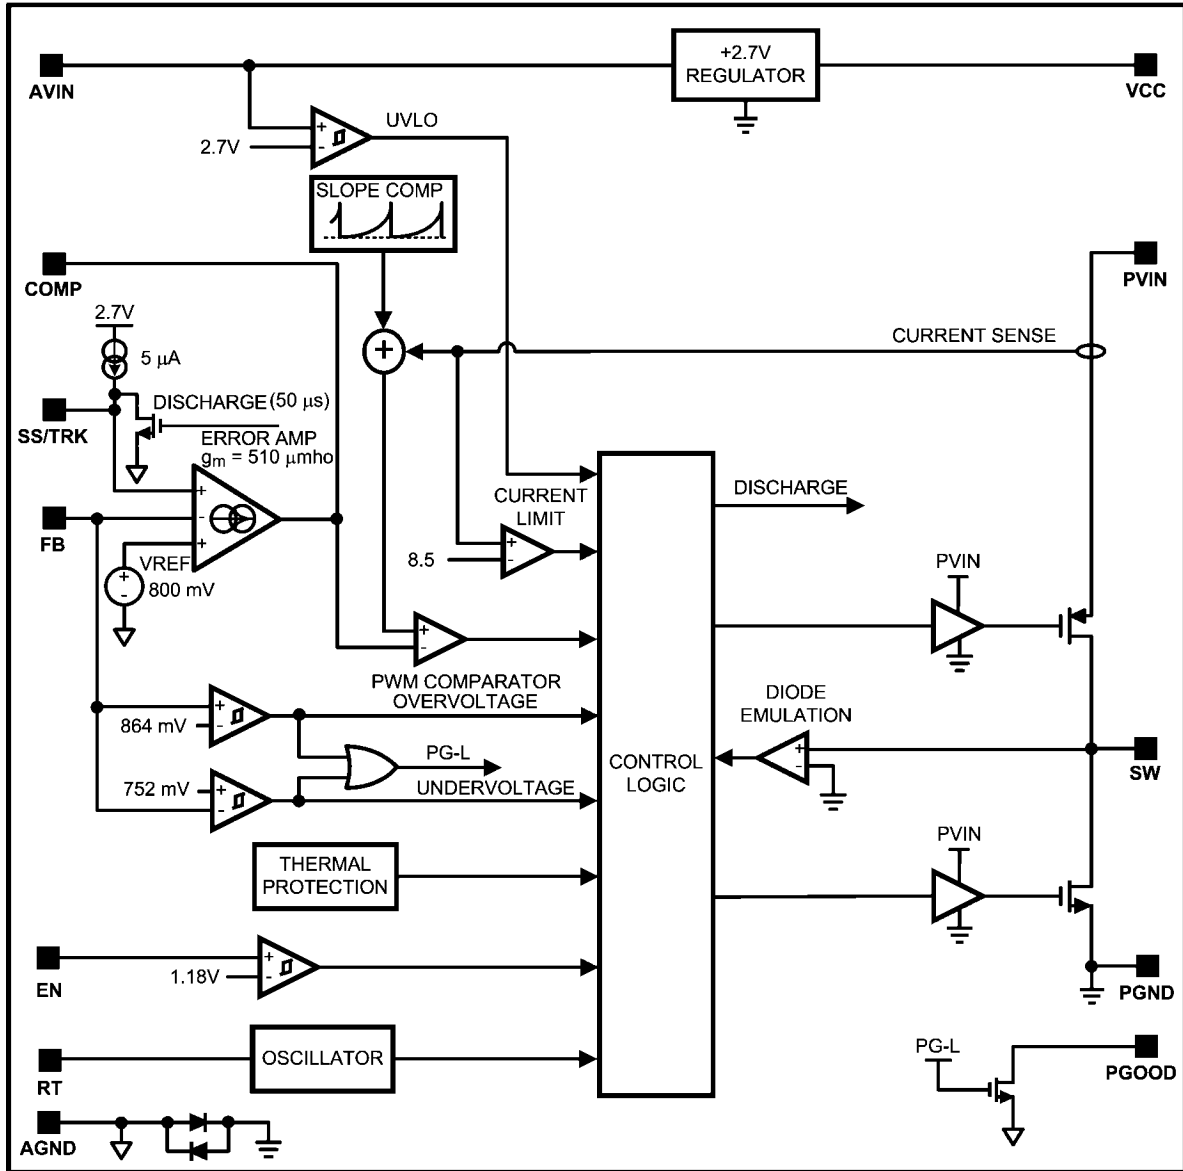 +2.7V
REGULATOR
AVIN
VCC
UVLO
+
-
2.7V
SLOPE COMP
COMP
PVIN
2.7V
5 μA
+
CURRENT SENSE
DISCHARGE (50 μs)
SS/TRK
ERROR AMP
gm = 510 μmho
+
-
+
FB
VREF
800 mV
+
-
CURRENT
LIMIT
DISCHARGE
8.5
+
-
PVIN
+
-
PWM COMPARATOR
OVERVOLTAGE
864 mV
+
-
DIODE
EMULATION
+
-
PG-L
CONTROL
LOGIC
SW
752 mV
+
-
UNDERVOLTAGE
PVIN
THERMAL
PROTECTION
EN
+
-
1.18V
PGND
RT
OSCILLATOR
PG-L
PGOOD
AGND